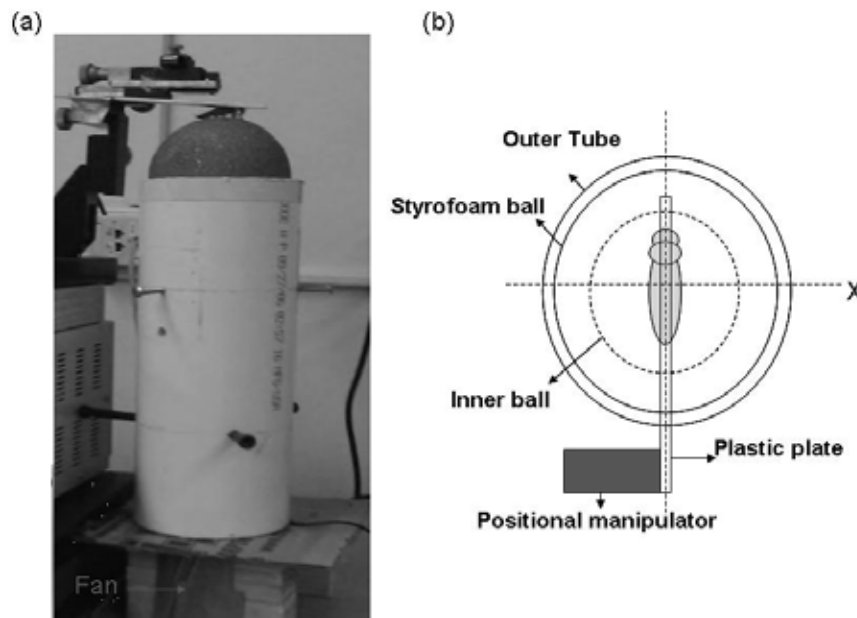 (a)
(b)
Outer Tube
Styrofoam ball
X
Inner ball
Plastic plate
Positional manipulator
Fan